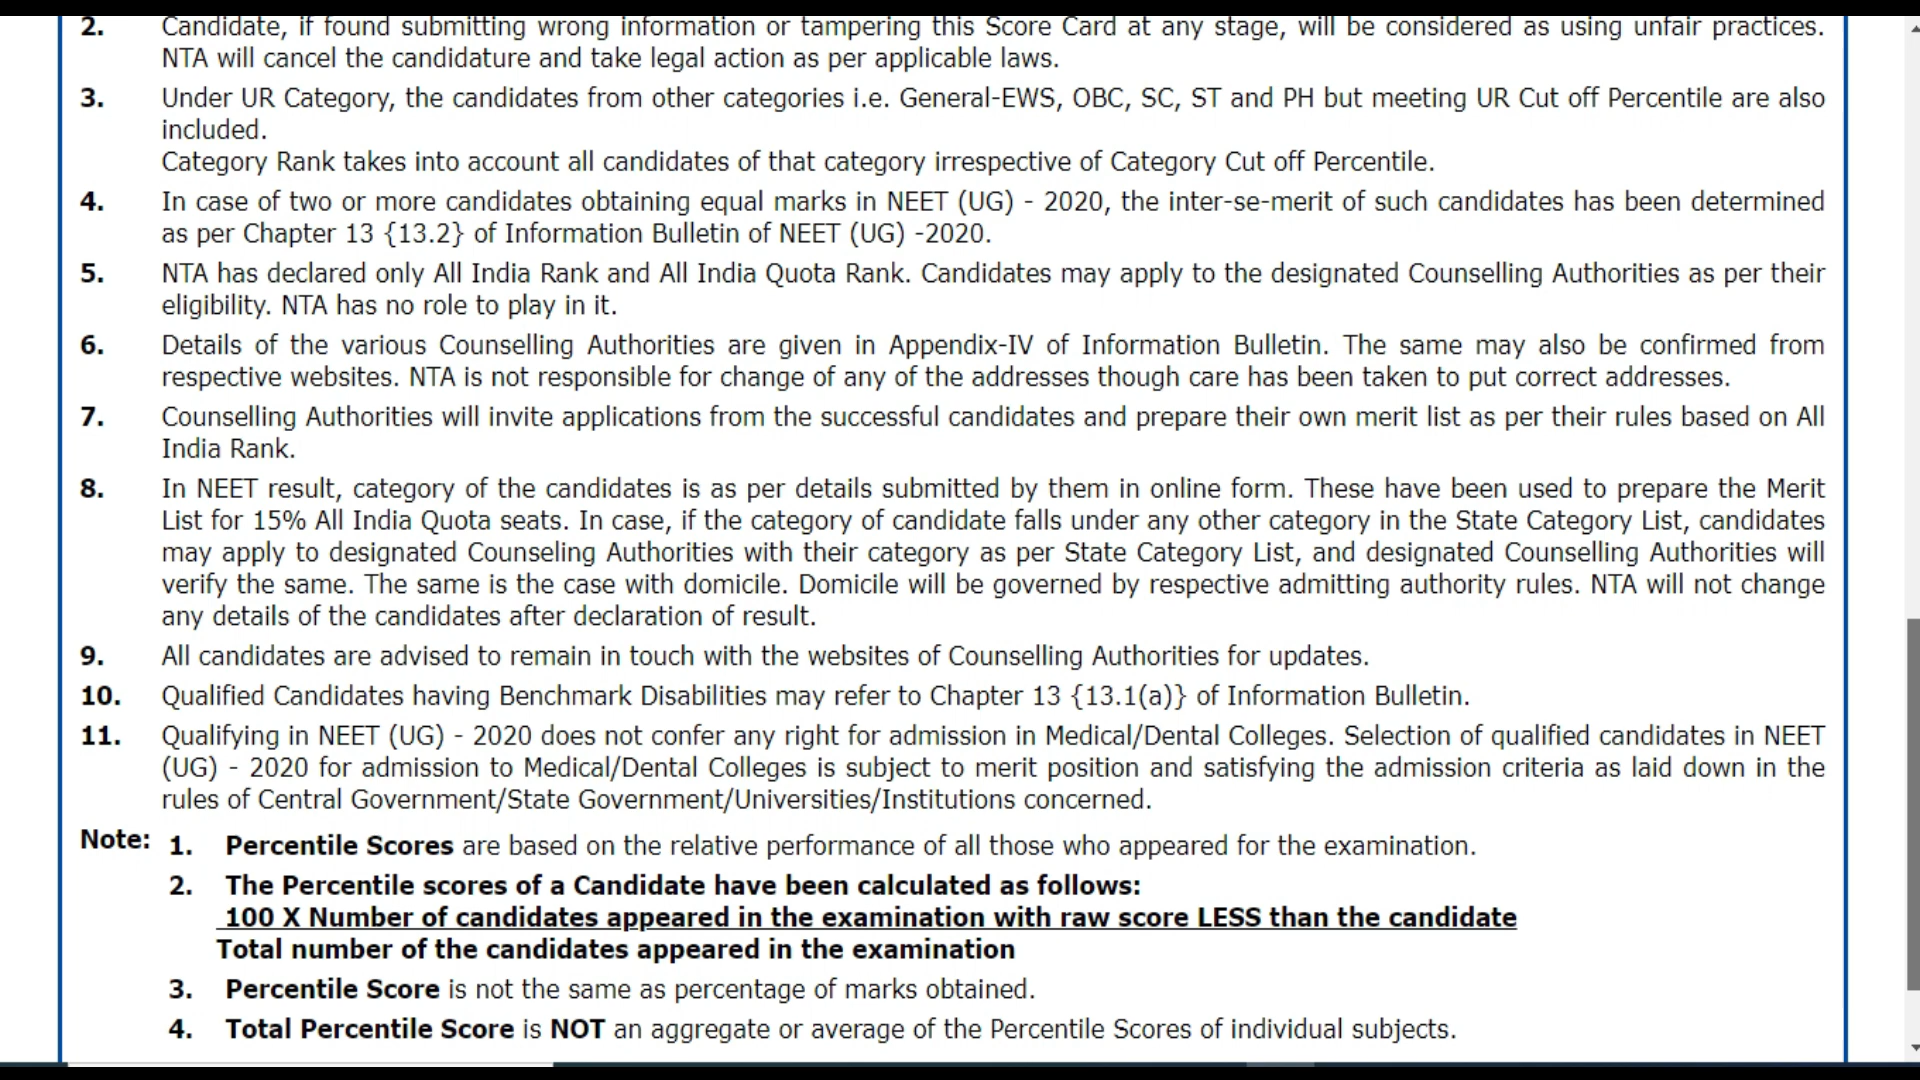 2. Candidate, if found submitting wrong information or tampering this Score Card at any stage, will be considered as using unfair practices.
NTA will cancel the candidature and take legal action as per applicable laws.
3. Under UR Category, the candidates from other categories i.e. General-EWS, OBC, SC, ST and PH but meeting UR Cut off Percentile are also
included.
Category Rank takes into account all candidates of that category irrespective of Category Cut off Percentile.
4. In case of two or more candidates obtaining equal marks in NEET (UG) - 2020, the inter-se-merit of such candidates has been determined
as per Chapter 13 {13.2} of Information Bulletin of NEET (UG) -2020.
5. NTA has declared only All India Rank and All India Quota Rank. Candidates may apply to the designated Counselling Authorities as per their
eligibility. NTA has no role to play in it.
6. Details of the various Counselling Authorities are given in Appendix-IV of Information Bulletin. The same may also be confirmed from
respective websites. NTA is not responsible for change of any of the addresses though care has been taken to put correct addresses.
7. Counselling Authorities will invite applications from the successful candidates and prepare their own merit list as per their rules based on All
India Rank.
8. In NEET result, category of the candidates is as per details submitted by them in online form. These have been used to prepare the Merit
List for 15% All India Quota seats. In case, if the category of candidate falls under any other category in the State Category List, candidates
may apply to designated Counseling Authorities with their category as per State Category List, and designated Counselling Authorities will
verify the same. The same is the case with domicile. Domicile will be governed by respective admitting authority rules. NTA will not change
any details of the candidates after declaration of result.
9. All candidates are advised to remain in touch with the websites of Counselling Authorities for updates.
10. Qualified Candidates having Benchmark Disabilities may refer to Chapter 13 {13.1(a)} of Information Bulletin.
11. Qualifying in NEET (UG) - 2020 does not confer any right for admission in Medical/Dental Colleges. Selection of qualified candidates in NEET
(UG) - 2020 for admission to Medical/Dental Colleges is subject to merit position and satisfying the admission criteria as laid down in the
rules of Central Government/State Government/Universities/Institutions concerned.
Note: 1. Percentile Scores are based on the relative performance of all those who appeared for the examination.
2. The Percentile scores of a Candidate have been calculated as follows:
100 X Number of candidates appeared in the examination with raw score LESS than the candidate
Total number of the candidates appeared in the examination
3. Percentile Score is not the same as percentage of marks obtained.
4. Total Percentile Score is NOT an aggregate or average of the Percentile Scores of individual subjects.